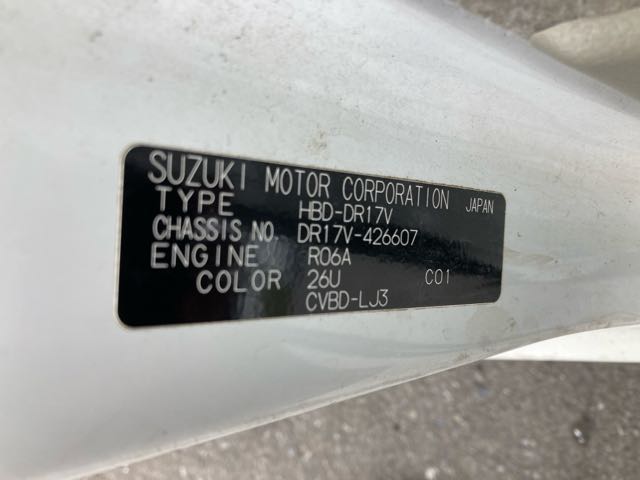 SUZUKI MOTOR CORPORATION JAPAN
TYPE HBD-DR17V
CHASSIS NO. DR17V-426607
ENGINE R06A
COLOR 26U C01
CVBD-LJ3